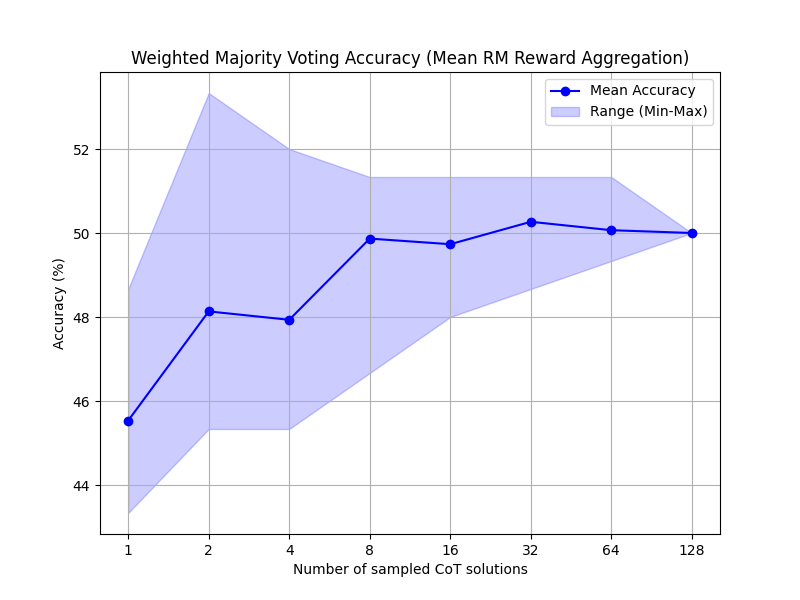 Weighted Majority Voting Accuracy (Mean RM Reward Aggregation)
Mean Accuracy
Range (Min-Max)
52
50
48
46
44
Accuracy (%)
1 2 4 8 16 32 64 128
Number of sampled CoT solutions